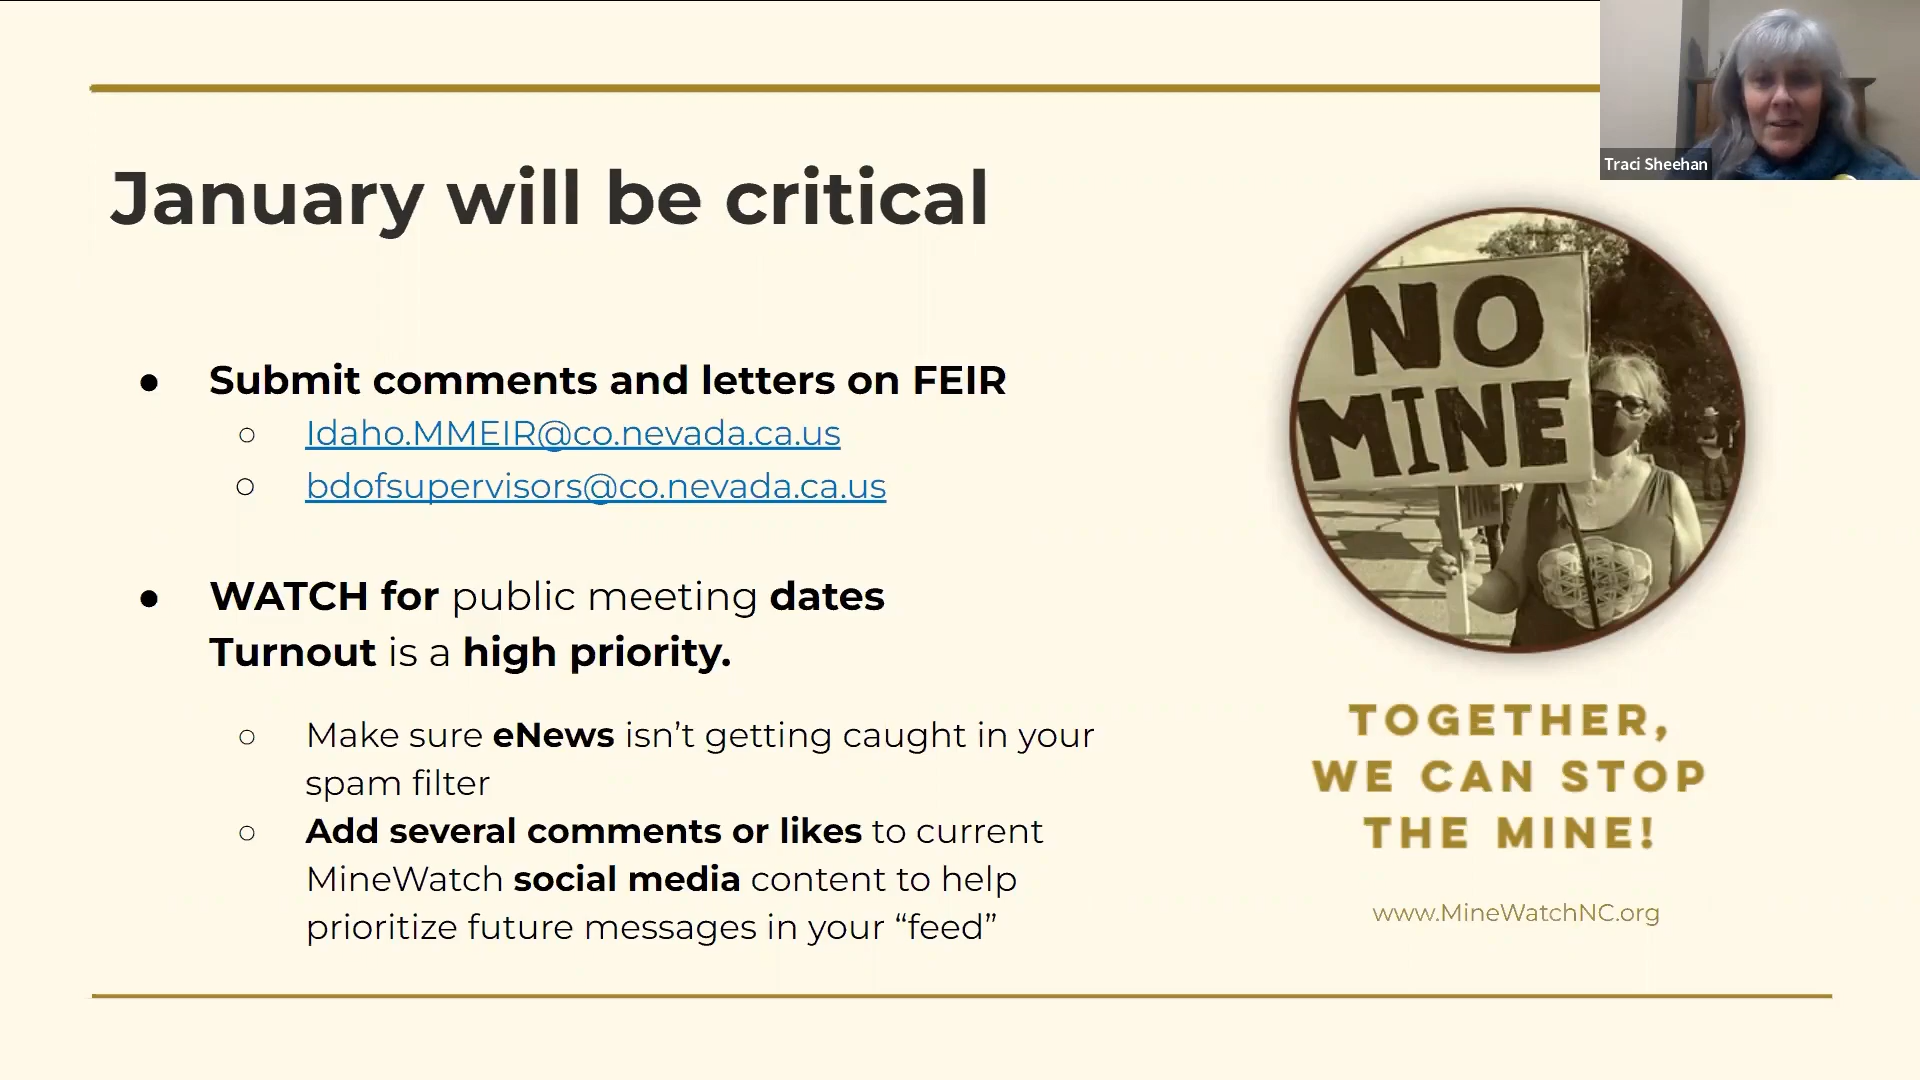 Traci Sheehan
January will be critical
● Submit comments and letters on FEIR
○ Idaho.MMEIR@co.nevada.ca.us
○ bdofsupervisors@co.nevada.ca.us
● WATCH for public meeting dates
Turnout is a high priority.
○ Make sure eNews isn’t getting caught in your
spam filter
○ Add several comments or likes to current
MineWatch social media content to help
prioritize future messages in your “feed”
NO
MINE
TOGETHER,
WE CAN STOP
THE MINE!
www.MineWatchNC.org